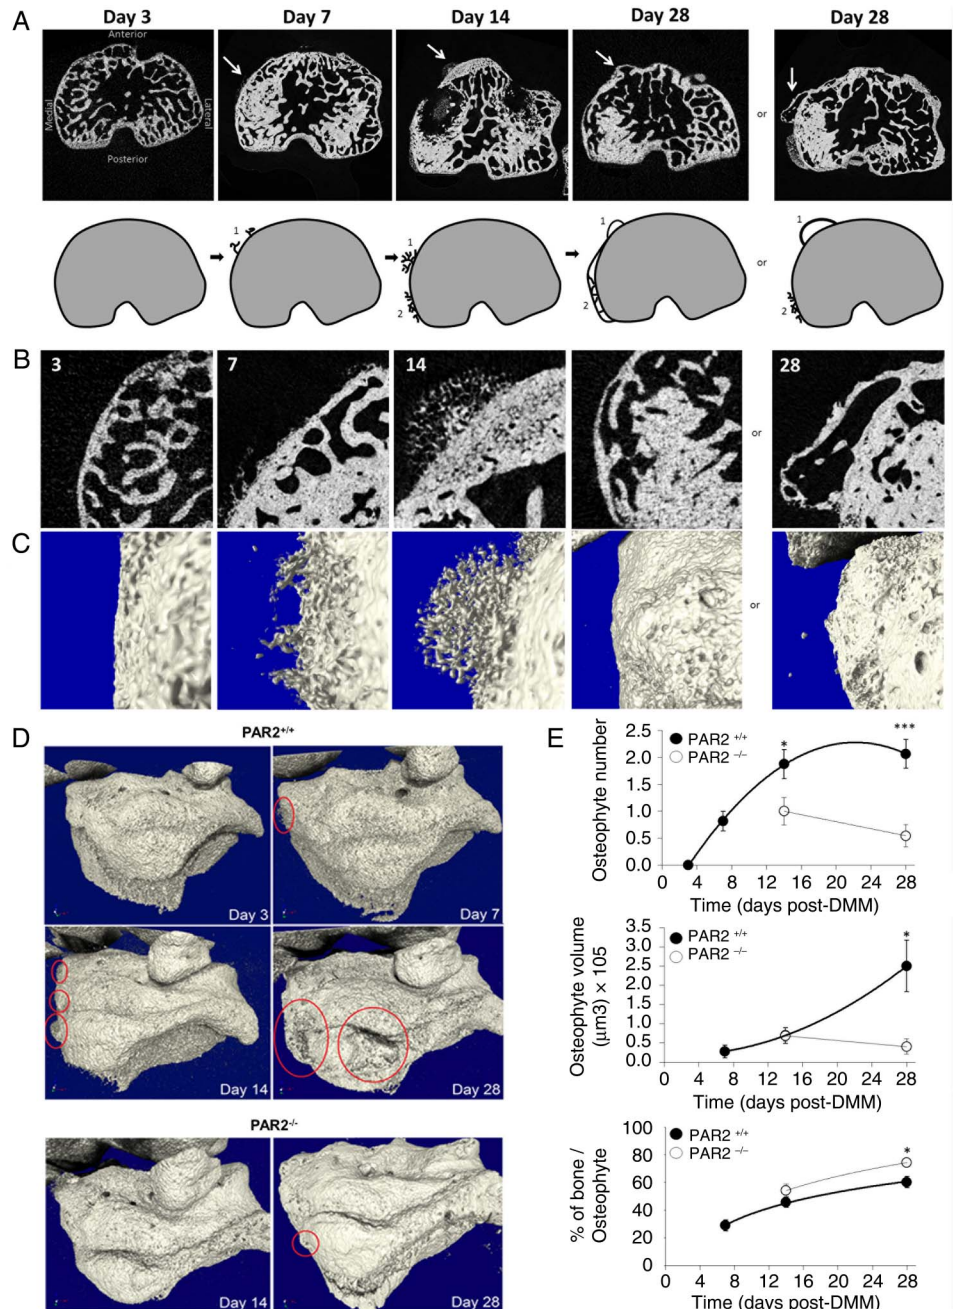 A
Day 3 Day 7 Day 14 Day 28 Day 28
Anterior
Medial
Lateral
Posterior
or
1 1 1 1
2 2 2
or
B
3 7 14 28
or
C
or
D
PAR2+/+
Day 3 Day 7
Day 14 Day 28
PAR2-/-
Day 14 Day 28
E
Osteophyte number
2.5
2.0
1.5
1.0
0.5
0.0
PAR2 +/+
PAR2 −/−
*
***
0 4 8 12 16 20 24 28
Time (days post-DMM)
Osteophyte volume
(µm3) × 105
3.5
3.0
2.5
2.0
1.5
1.0
0.5
0.0
PAR2 +/+
PAR2 −/−
*
0 4 8 12 16 20 24 28
Time (days post-DMM)
% of bone /
Osteophyte
100
80
60
40
20
0
PAR2 +/+
PAR2 −/−
*
0 4 8 12 16 20 24 28
Time (days post-DMM)